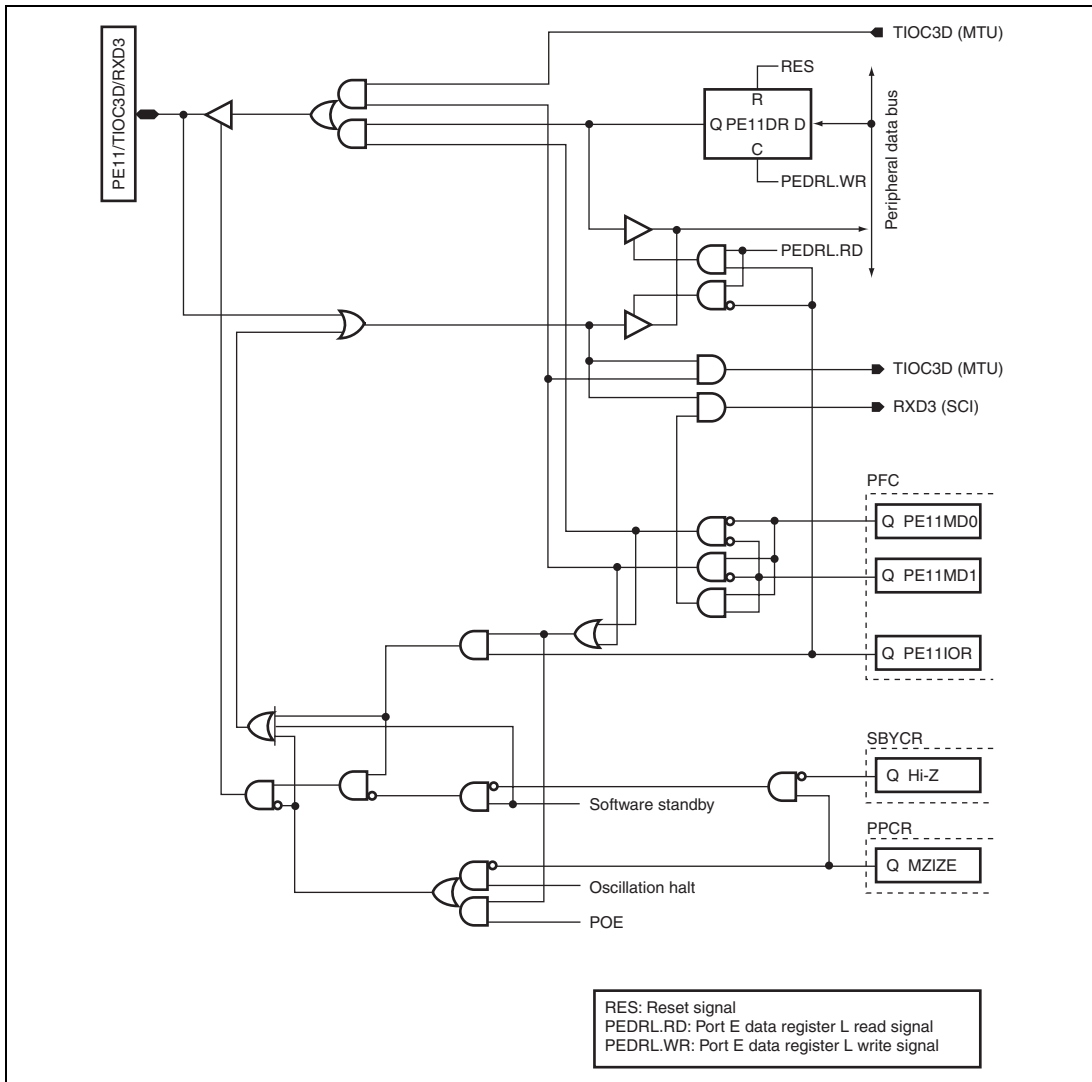 PE11/TIOC3D/RXD3
TIOC3D (MTU)
RES
R
Q PE11DR D
C
PEDRL.WR
Peripheral data bus
PEDRL.RD
TIOC3D (MTU)
RXD3 (SCI)
PFC
Q PE11MD0
Q PE11MD1
Q PE11IOR
SBYCR
Q Hi-Z
Software standby
PPCR
Q MZIZE
Oscillation halt
POE
RES: Reset signal
PEDRL.RD: Port E data register L read signal
PEDRL.WR: Port E data register L write signal